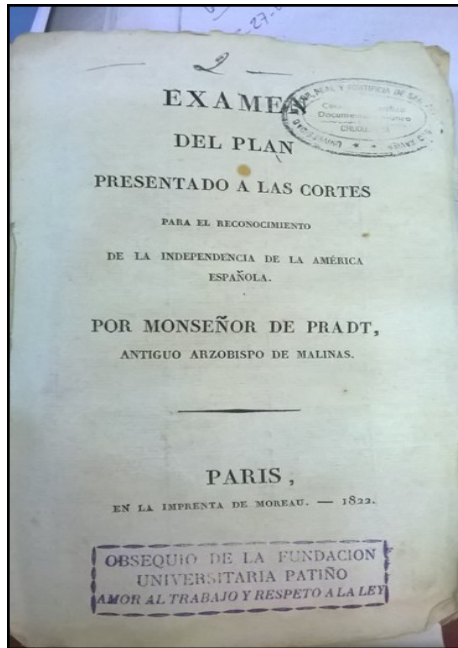 2
EXAMEN
DEL PLAN
PRESENTADO A LAS CORTES
PARA EL RECONOCIMIENTO
DE LA INDEPENDENCIA DE LA AMÉRICA
ESPAÑOLA.
POR MONSEÑOR DE PRADT,
ANTIGUO ARZOBISPO DE MALINAS.
PARIS,
EN LA IMPRENTA DE MOREAU. — 1822.
OBSEQUIO DE LA FUNDACION
UNIVERSITARIA PATIÑO
AMOR AL TRABAJO Y RESPETO A LA LEY